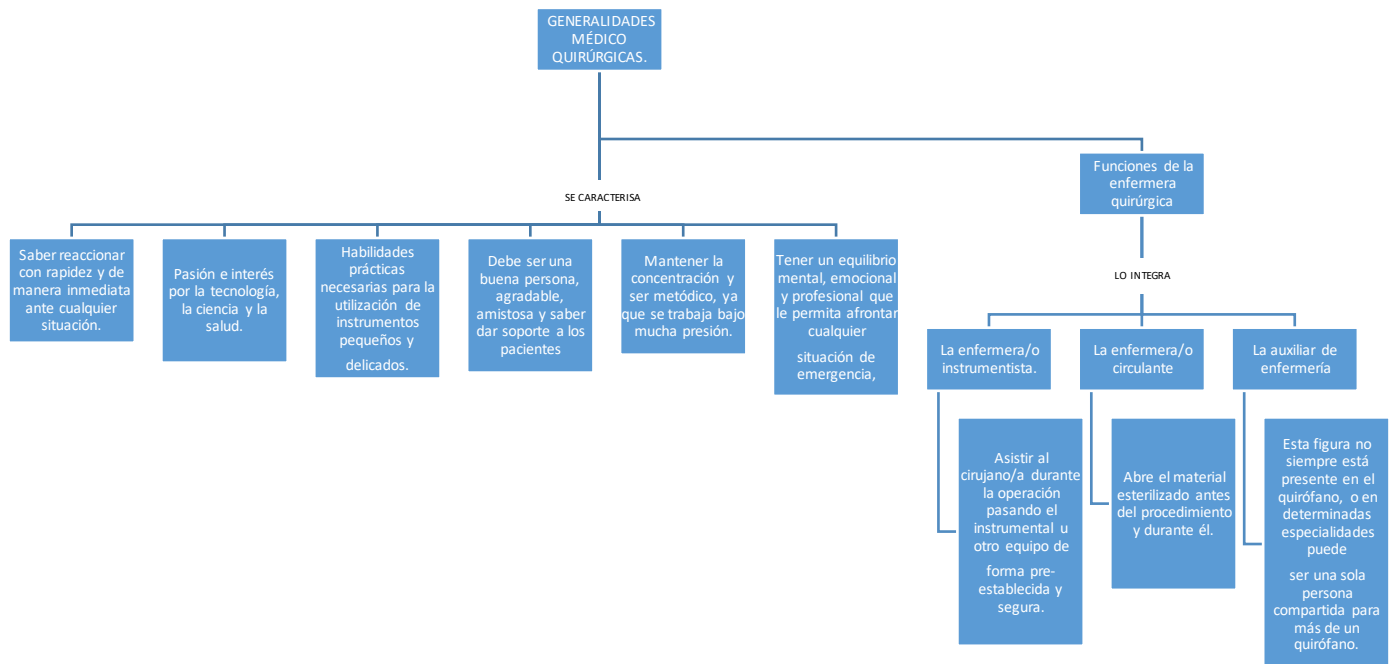 GENERALIDADES
MÉDICO
QUIRÚRGICAS.
Funciones de la
enfermera
quirúrgica
SE CARACTERISA
Saber reaccionar
con rapidez y de
manera inmediata
ante cualquier
situación.
Pasión e interés
por la tecnología,
la ciencia y la
salud.
Habilidades
prácticas
necesarias para la
utilización de
instrumentos
pequeños y
delicados.
Debe ser una
buena persona,
agradable,
amistosa y saber
dar soporte a los
pacientes
Mantener la
concentración y
ser metódico, ya
que se trabaja bajo
mucha presión.
Tener un equilibrio
mental, emocional
y profesional que
le permita afrontar
cualquier
situación de
emergencia,
LO INTEGRA
La enfermera/o
instrumentista.
La enfermera/o
circulante
La auxiliar de
enfermería
Asistir al
cirujano/a durante
la operación
pasando el
instrumental u
otro equipo de
forma pre-
establecida y
segura.
Abre el material
esterilizado antes
del procedimiento
y durante él.
Esta figura no
siempre está
presente en el
quirófano, o en
determinadas
especialidades
puede
ser una sola
persona
compartida para
más de un
quirófano.